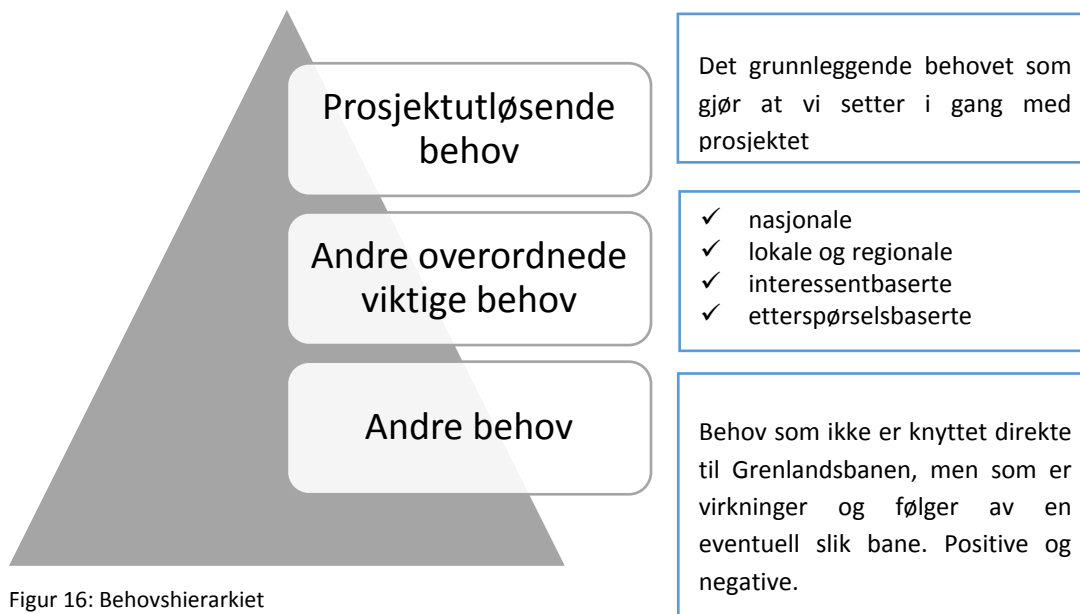 Prosjektutløsende
behov
Det grunnleggende behovet som
gjør at vi setter i gang med
prosjektet
Andre overordnede
viktige behov
✓ nasjonale
✓ lokale og regionale
✓ interessentbaserte
✓ etterspørselsbaserte
Andre behov
Behov som ikke er knyttet direkte
til Grenlandsbanen, men som er
virkninger og følger av en
eventuell slik bane. Positive og
negative.
Figur 16: Behovshierarkiet